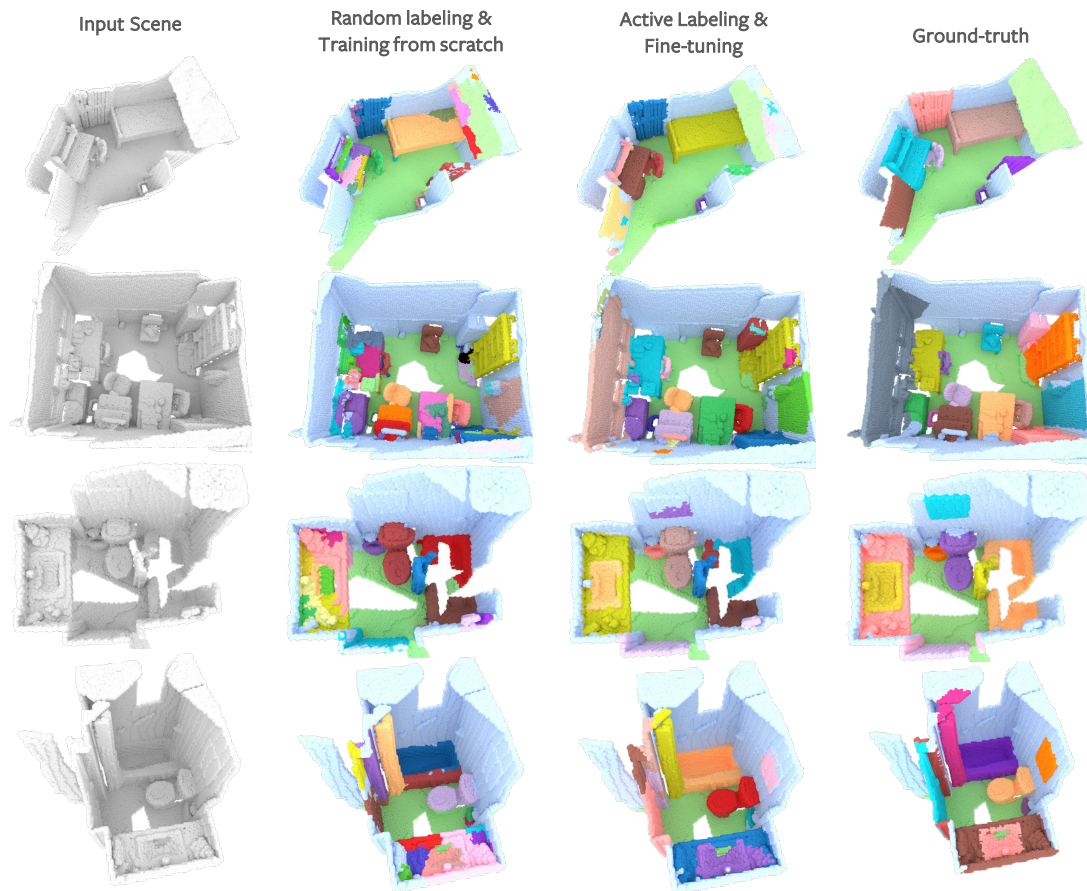 Input Scene
Random labeling &
Training from scratch
Active Labeling &
Fine-tuning
Ground-truth